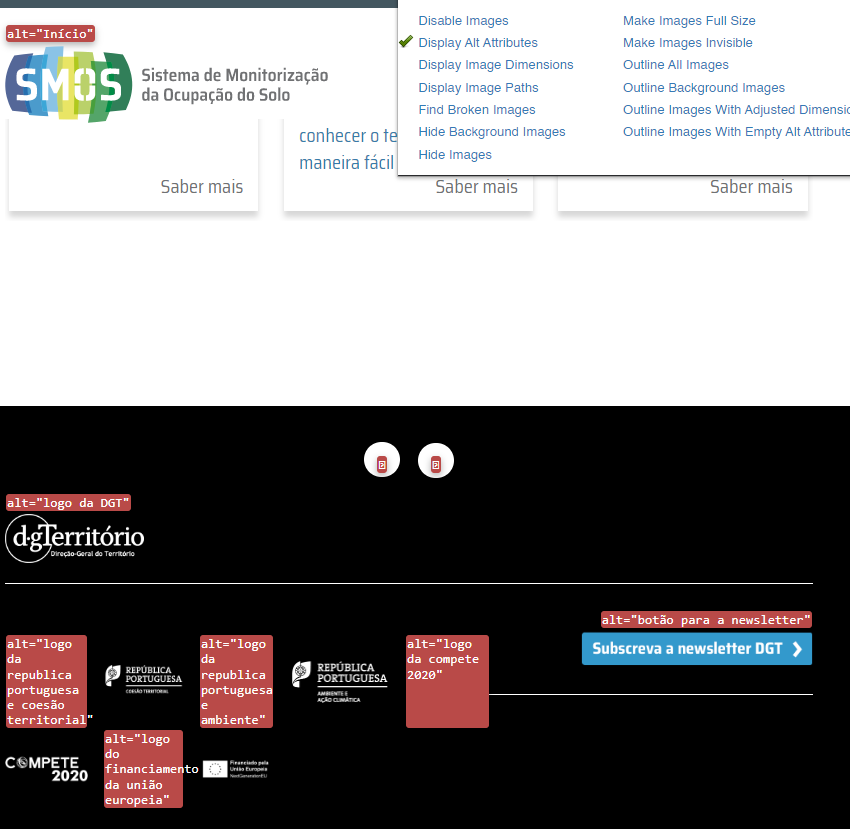 alt="Início"
SMOS
Sistema de Monitorização
da Ocupação do Solo
Disable Images
Display Alt Attributes
Display Image Dimensions
Display Image Paths
Find Broken Images
Hide Background Images
Hide Images
Make Images Full Size
Make Images Invisible
Outline All Images
Outline Background Images
Outline Images With Adjusted Dimensio
Outline Images With Empty Alt Attribute
conhecer o te
maneira fácil
Saber mais
Saber mais
Saber mais
alt="logo da DGT"
dgTerritório
Direção-Geral do Território
alt="botão para a newsletter"
Subscreva a newsletter DGT
alt="logo
da
republica
portuguesa
e coesão
territorial"
REPÚBLICA
PORTUGUESA
COESÃO TERRITORIAL
alt="logo
da
republica
portuguesa
e
ambiente"
REPÚBLICA
PORTUGUESA
AMBIENTE E
AÇÃO CLIMÁTICA
alt="logo
da compete
2020"
COMPETE
2020
alt="logo
do
financiamento
da união
europeia"
Financiado pela
União Europeia
NextGenerationEU